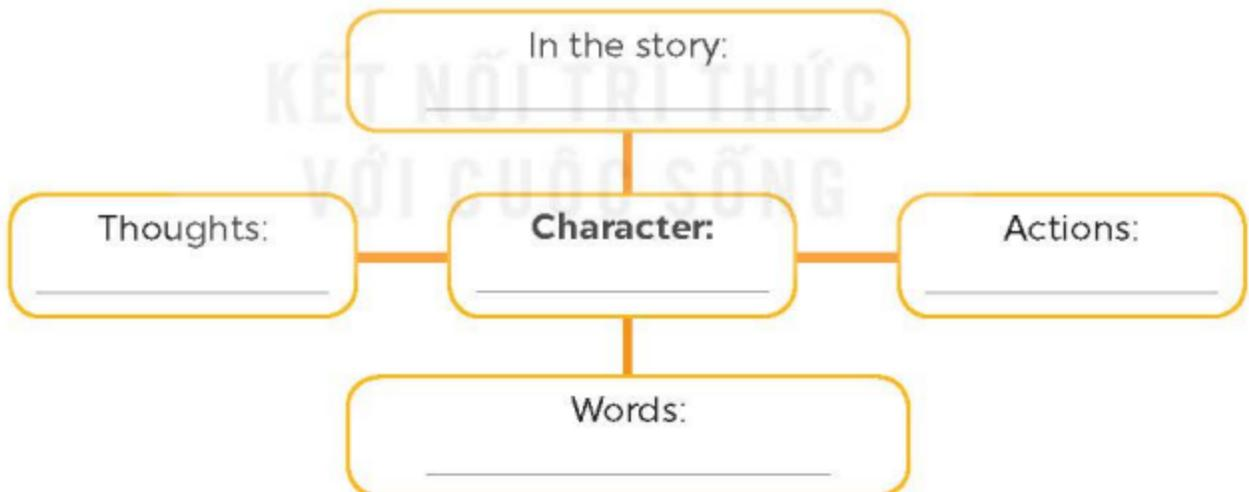 In the story:
KẾT NỐI TRI THỨC
VỚI CUỘC SỐNG
Thoughts:
Character:
Actions:
Words: